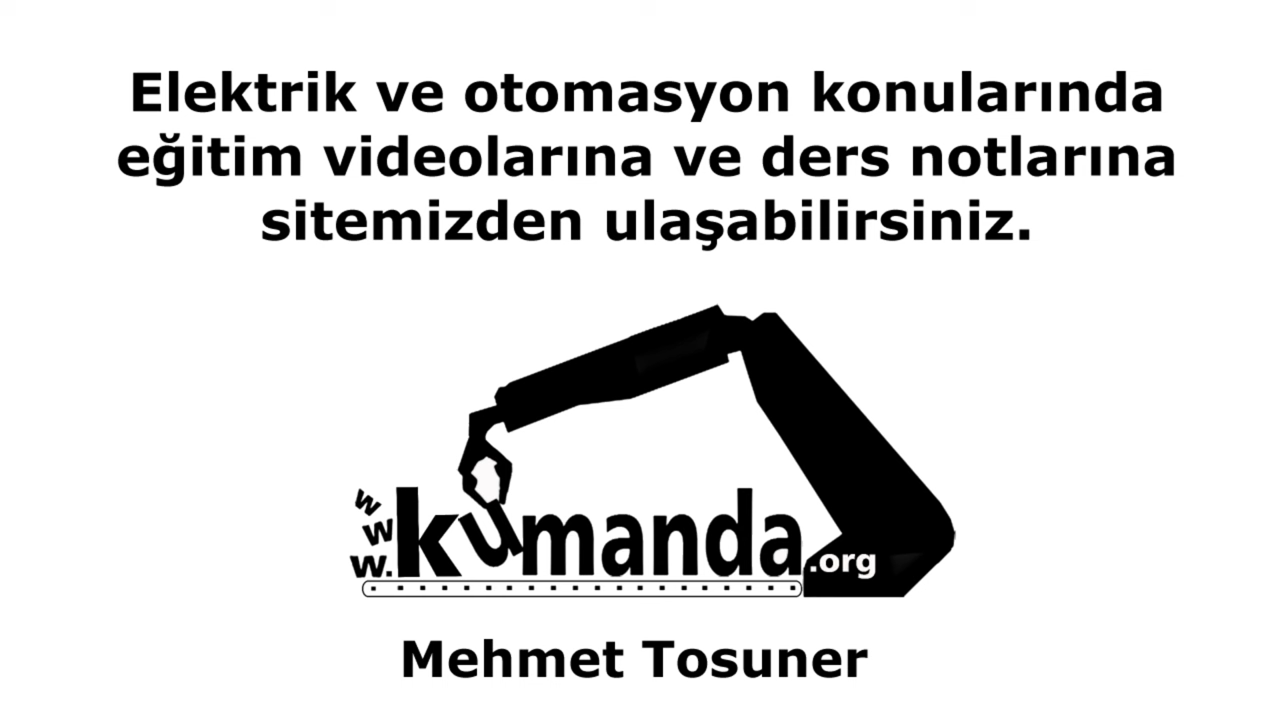 Elektrik ve otomasyon konularında
eğitim videolarına ve ders notlarına
sitemizden ulaşabilirsiniz.
www.kumanda.org
Mehmet Tosuner